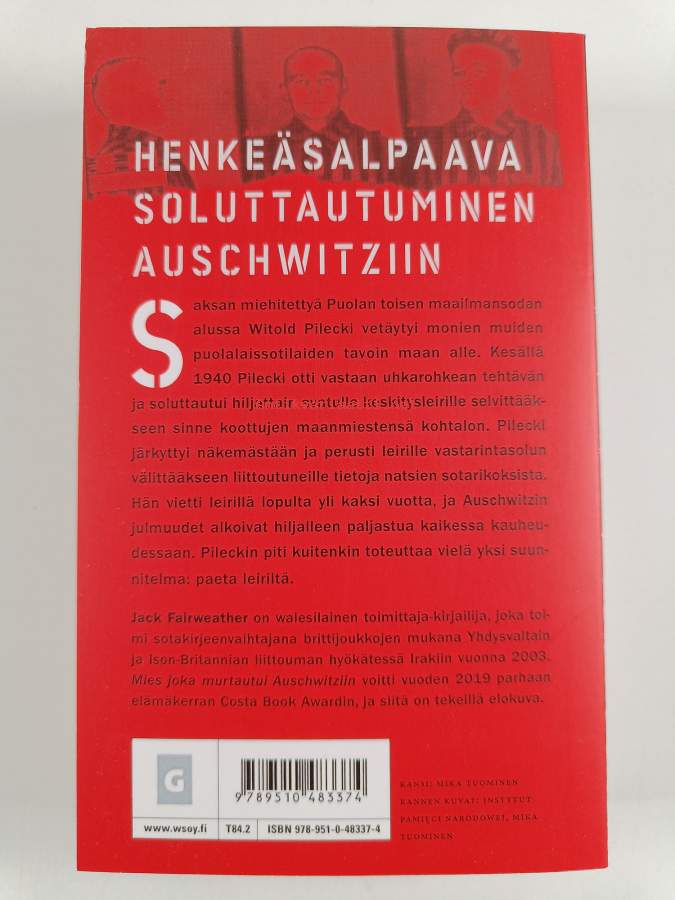 HENKEÄSALPAAVA
SOLUTTAUTUMINEN
AUSCHWITZIIN
Saksan miehitettyä Puolan toisen maailmansodan
alussa Witold Pilecki vetäytyi monien muiden
puolalaissotilaiden tavoin maan alle. Kesällä
1940 Pilecki otti vastaan uhkarohkean tehtävän
ja soluttautui keskitysleirille selvittääk-
seen sinne koottujen maanmiestensä kohtalon. Pilecki
järkyttyi näkemästään ja perusti leirille vastarintasolun
välittääkseen liittoutuneille tietoja natsien sotarikoksista.
Hän vietti leirillä lopulta yli kaksi vuotta, ja Auschwitzin
julmuudet alkoivat hiljalleen paljastua kaikessa kauheu-
dessaan. Pileckin piti kuitenkin toteuttaa vielä yksi suun-
nitelma: paeta leiriltä.
Jack Fairweather on walesilainen toimittaja-kirjailija, joka toi-
mi sotakirjeenvaihtajana brittijoukkojen mukana Yhdysvaltain
ja Ison-Britannian liittouman hyökätessä Irakiin vuonna 2003.
Mies joka murtautui Auschwitziin voitti vuoden 2019 parhaan
elämäkerran Costa Book Awardin, ja siitä on tekeillä elokuva.
G
9789510483374
www.wsoy.fi T84.2 ISBN 978-951-0-48337-4
KANSI: MIKA TUOMINEN
KANNEN KUVAT: INSTYTUT
PAMIĘCI NARODOWEJ, MIKA
TUOMINEN